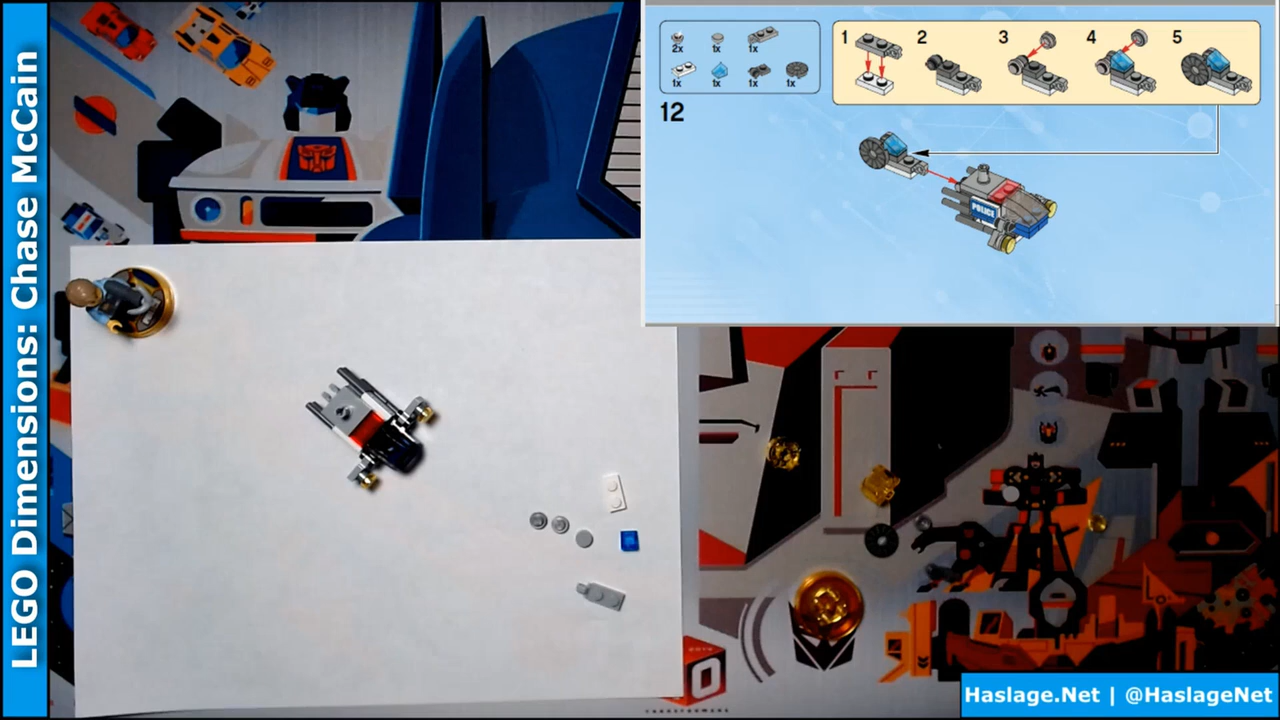 LEGO Dimensions: Chase McCain
2x
1x
1x
1x
1x
1x
1x
1
2
3
4
5
12
POLICE
Haslage.Net | @HaslageNet